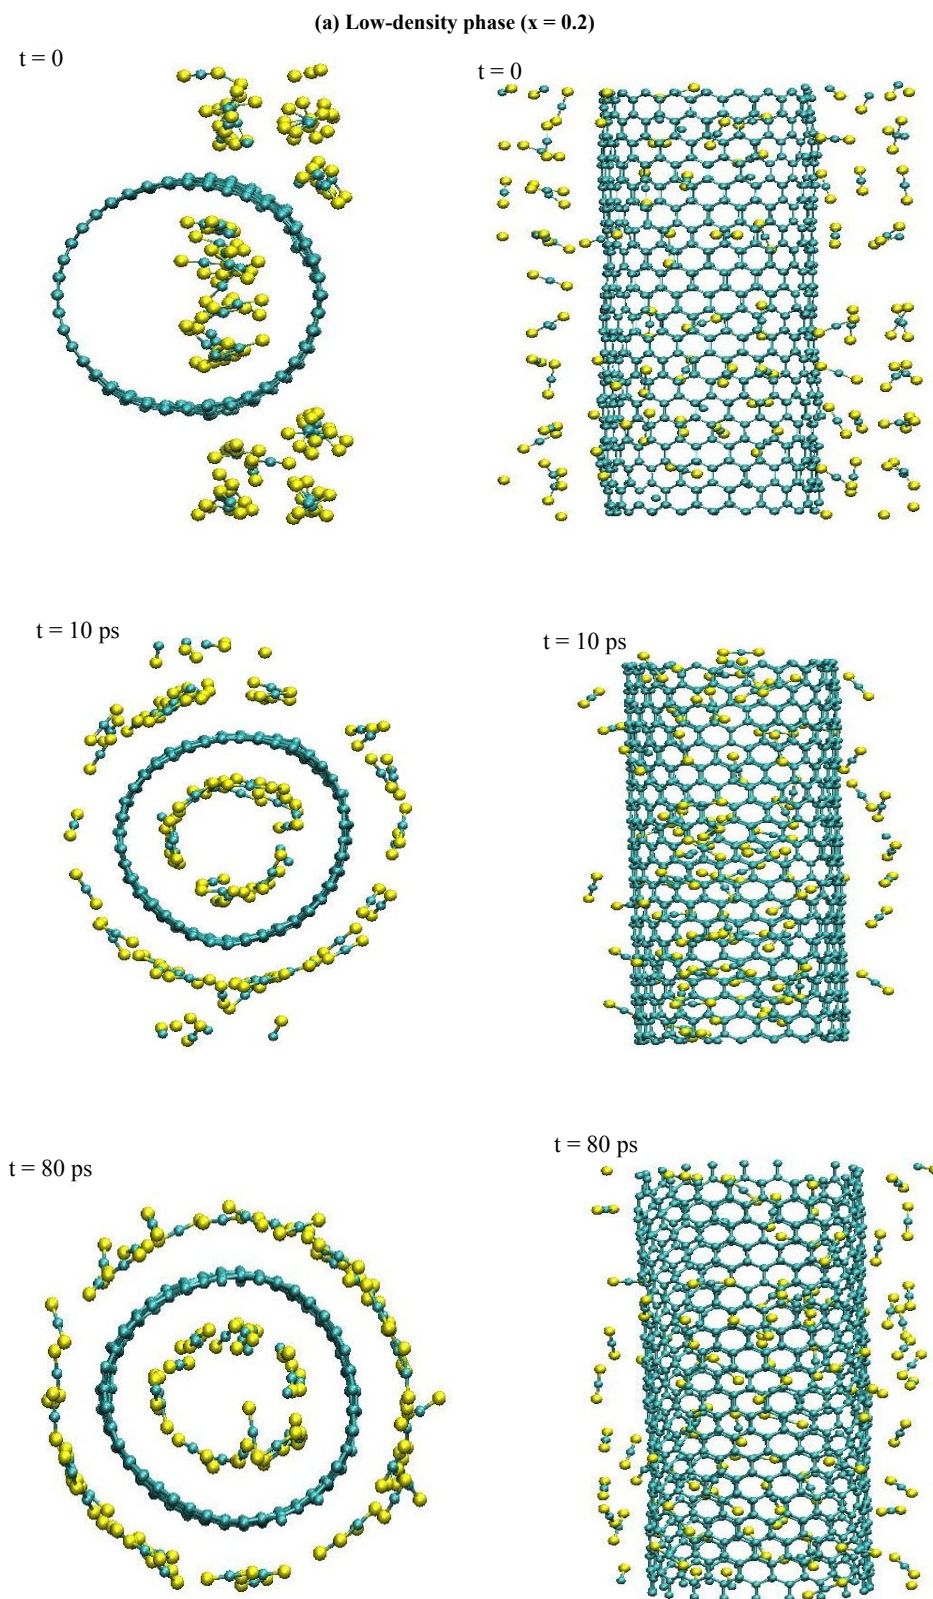 (a) Low-density phase (x = 0.2)
t = 0
t = 0
t = 10 ps
t = 10 ps
t = 80 ps
t = 80 ps